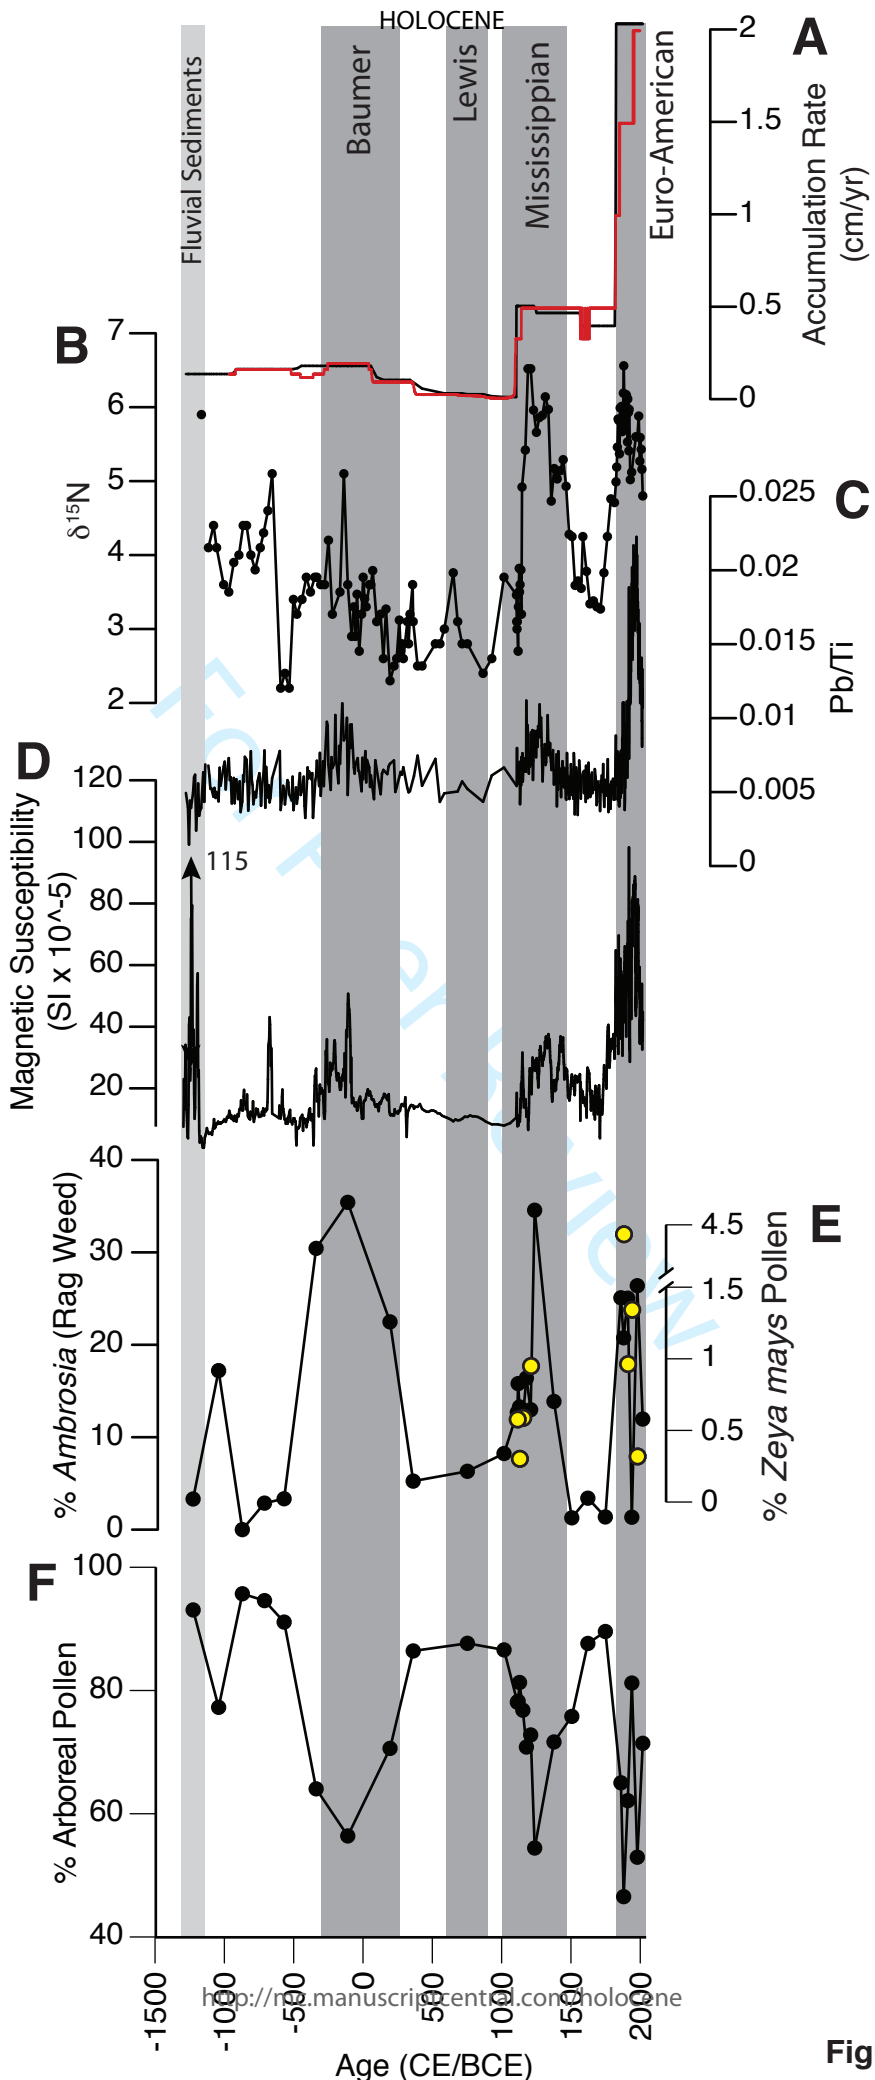 HOLOCENE
A
2
1.5
1
0.5
0
Accumulation Rate
(cm/yr)
Fluvial Sediments
Baumer
Lewis
Mississippian
Euro-American
B
7
6
5
4
3
2
δ15N
C
0.025
0.02
0.015
0.01
0.005
0
Pb/Ti
D
120
100
80
60
40
20
Magnetic Susceptibility
(SI x 10^-5)
115
E
40
30
20
10
0
% Ambrosia (Rag Weed)
4.5
1.5
1
0.5
0
% Zeya mays Pollen
F
100
80
60
40
% Arboreal Pollen
-1500
-1000
-500
0
500
1000
1500
2000
http://mc.manuscriptcentral.com/holocene
Age (CE/BCE)
Fig
For Peer Review